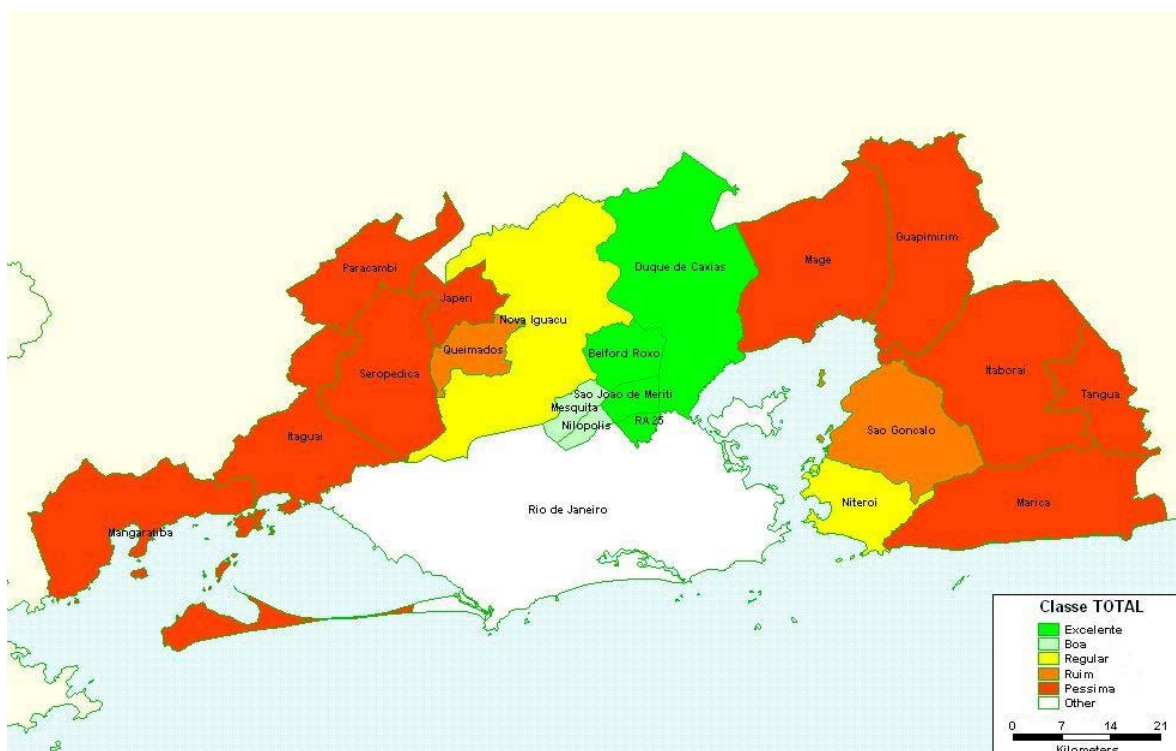 Guapimirim
Mage
Duque de Caxias
Paracambi
Japeri
Nova Iguacu
Queimados
Belford Roxo
Seropedica
Itaborai
Sao Joao de Meriti
Tangua
Mesquita
RA 25
Nilopolis
Sao Goncalo
Itaguai
Niteroi
Marica
Rio de Janeiro
Mangaratiba
Classe TOTAL
Excelente
Boa
Regular
Ruim
Pessima
Other
0 7 14 21
Kilometers